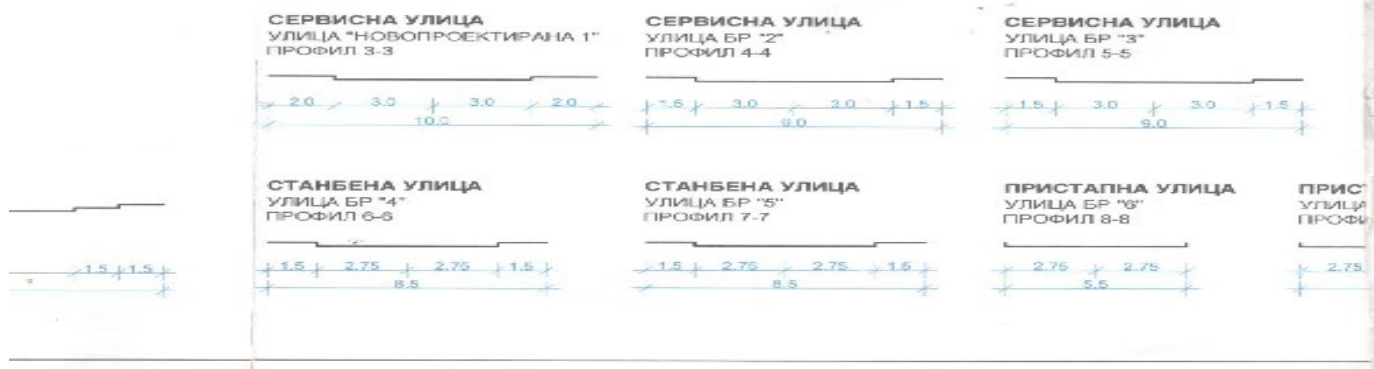 СЕРВИСНА УЛИЦА
УЛИЦА "НОВОПРОЕКТИРАНА 1"
ПРОФИЛ 3-3
2.0 3.0 3.0 2.0
10.0
СЕРВИСНА УЛИЦА
УЛИЦА БР "2"
ПРОФИЛ 4-4
1.5 3.0 3.0 1.5
9.0
СЕРВИСНА УЛИЦА
УЛИЦА БР "3"
ПРОФИЛ 5-5
1.5 3.0 3.0 1.5
9.0
1.5 1.5
СТАНБЕНА УЛИЦА
УЛИЦА БР "4"
ПРОФИЛ 6-6
1.5 2.75 2.75 1.5
8.5
СТАНБЕНА УЛИЦА
УЛИЦА БР "5"
ПРОФИЛ 7-7
1.5 2.75 2.75 1.5
8.5
ПРИСТАПНА УЛИЦА
УЛИЦА БР "6"
ПРОФИЛ 8-8
2.75 2.75
5.5
ПРИС
УЛИЦА
ПРОФИ
2.75